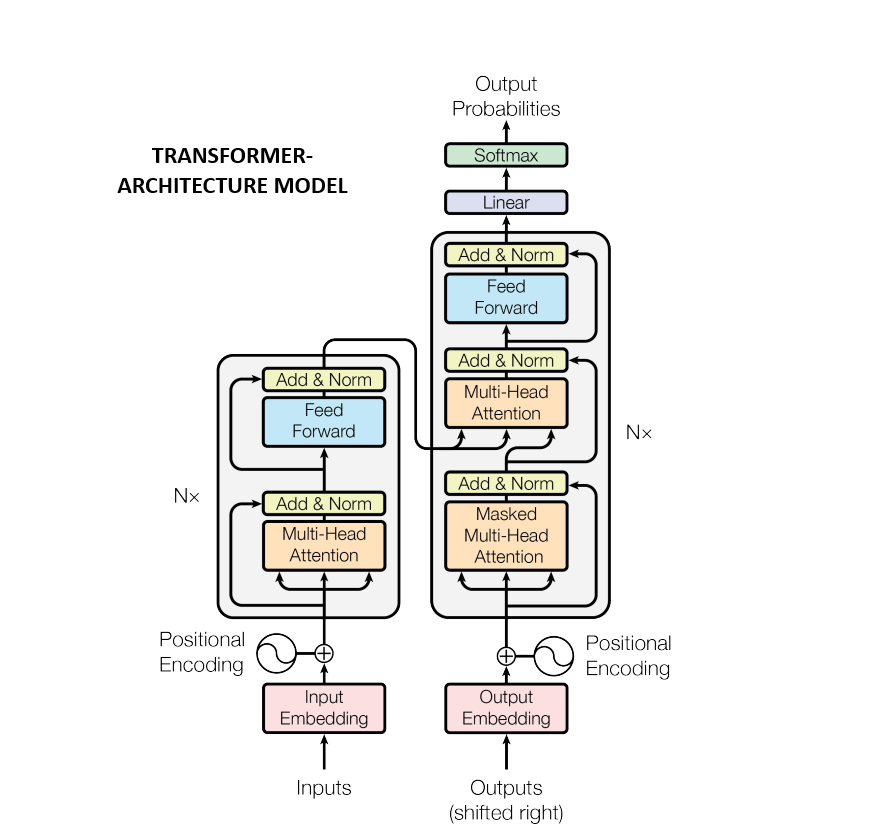 TRANSFORMER-
ARCHITECTURE MODEL
Output
Probabilities
Softmax
Linear
Add & Norm
Feed
Forward
Add & Norm
Multi-Head
Attention
Nx
Add & Norm
Masked
Multi-Head
Attention
Add & Norm
Feed
Forward
Nx
Add & Norm
Multi-Head
Attention
Positional
Encoding
Positional
Encoding
Input
Embedding
Output
Embedding
Inputs
Outputs
(shifted right)